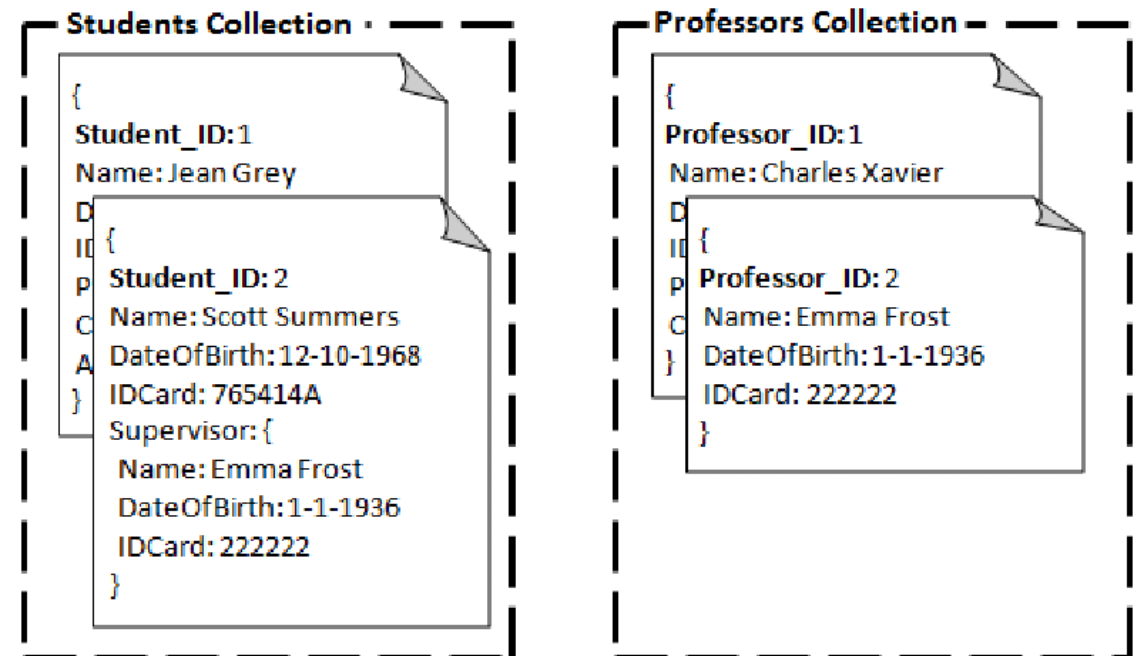 Students Collection
{
Student_ID:1
Name: Jean Grey
D
ID
P
C
A
}
{
Student_ID: 2
Name: Scott Summers
DateOfBirth: 12-10-1968
IDCard: 765414A
Supervisor: {
Name: Emma Frost
DateOfBirth: 1-1-1936
IDCard: 222222
}
Professors Collection
{
Professor_ID:1
Name: Charles Xavier
D
ID
P
C
}
{
Professor_ID: 2
Name: Emma Frost
DateOfBirth: 1-1-1936
IDCard: 222222
}